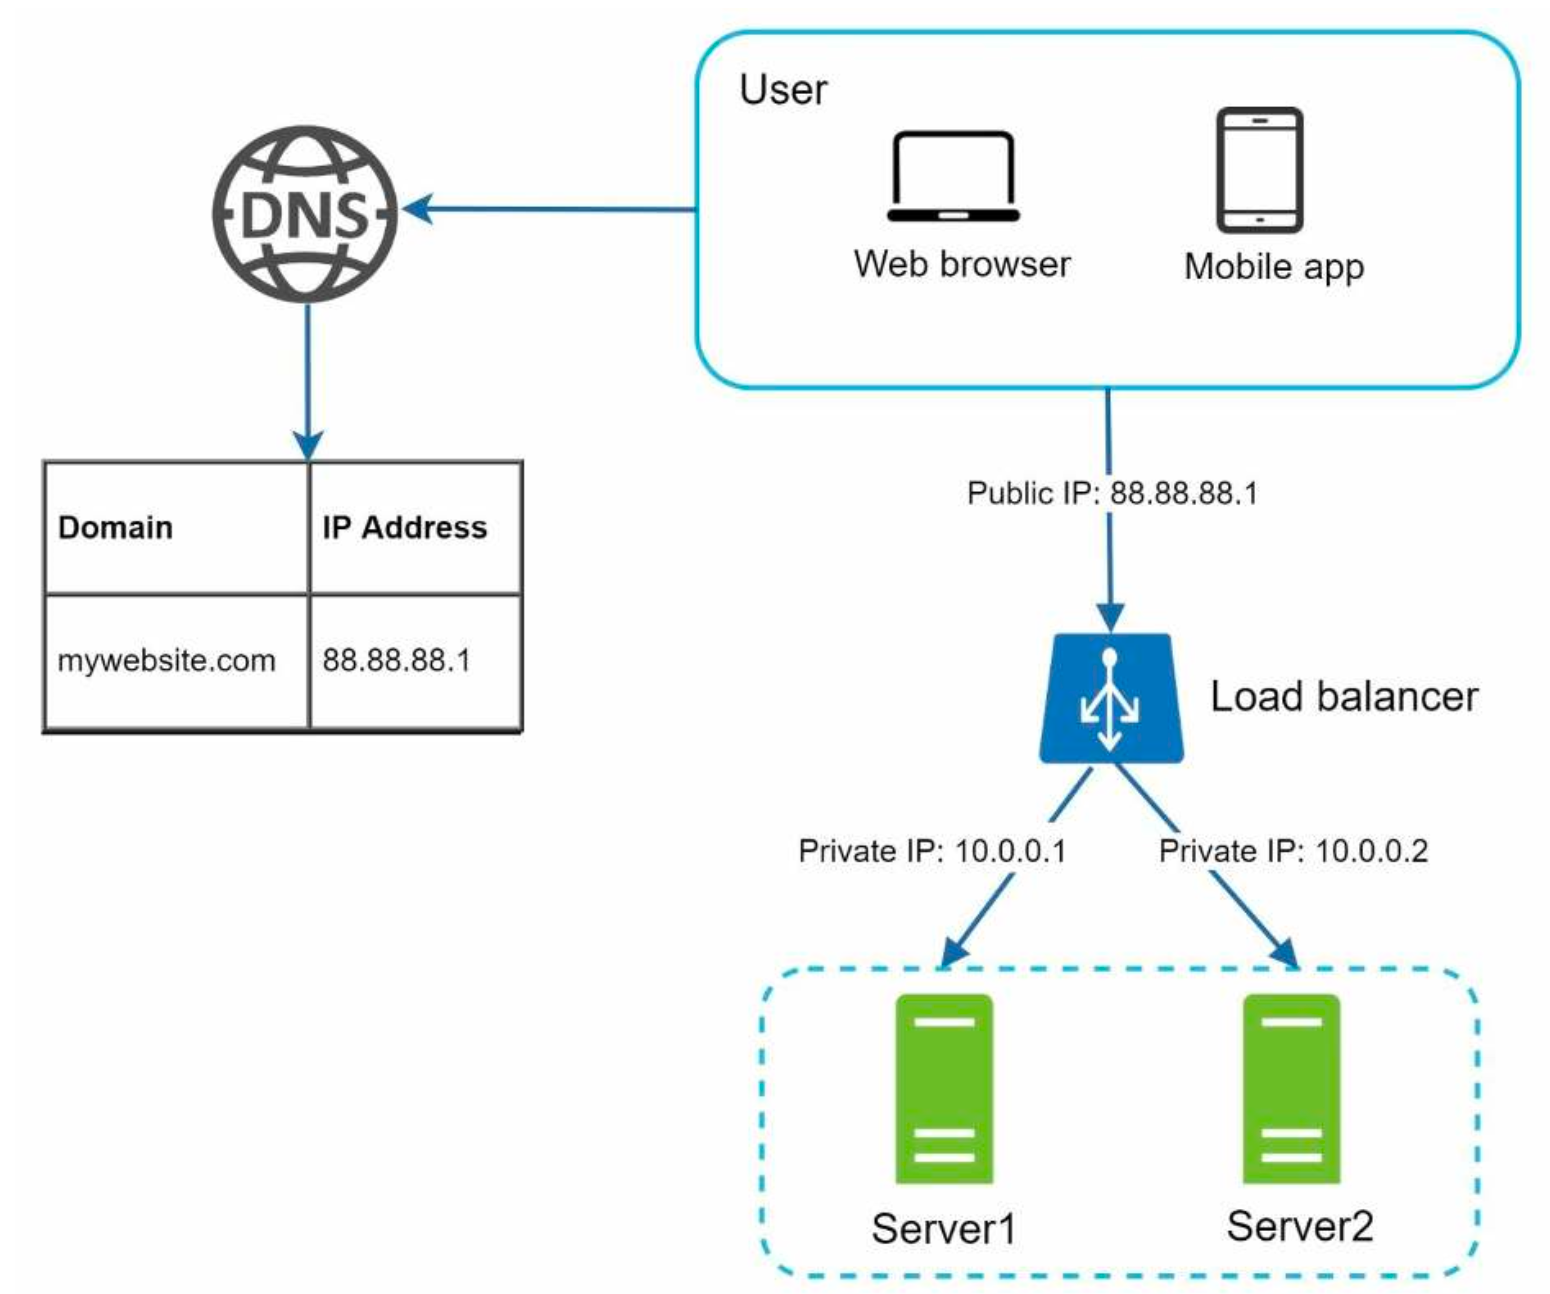 User
DNS
Web browser
Mobile app
Domain
IP Address
mywebsite.com
88.88.88.1
Public IP: 88.88.88.1
Load balancer
Private IP: 10.0.0.1
Private IP: 10.0.0.2
Server1
Server2